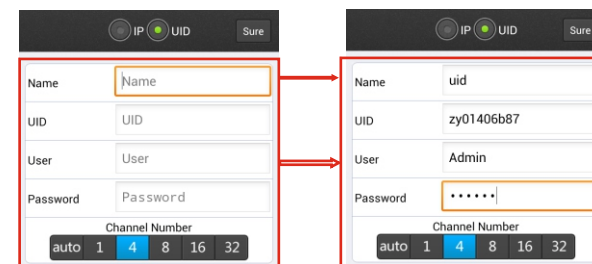 IP UID Sure
Name Name
UID UID
User User
Password Password
Channel Number
auto 1 4 8 16 32
IP UID Sure
Name uid
UID zy01406b87
User Admin
Password ••••••
Channel Number
auto 1 4 8 16 32